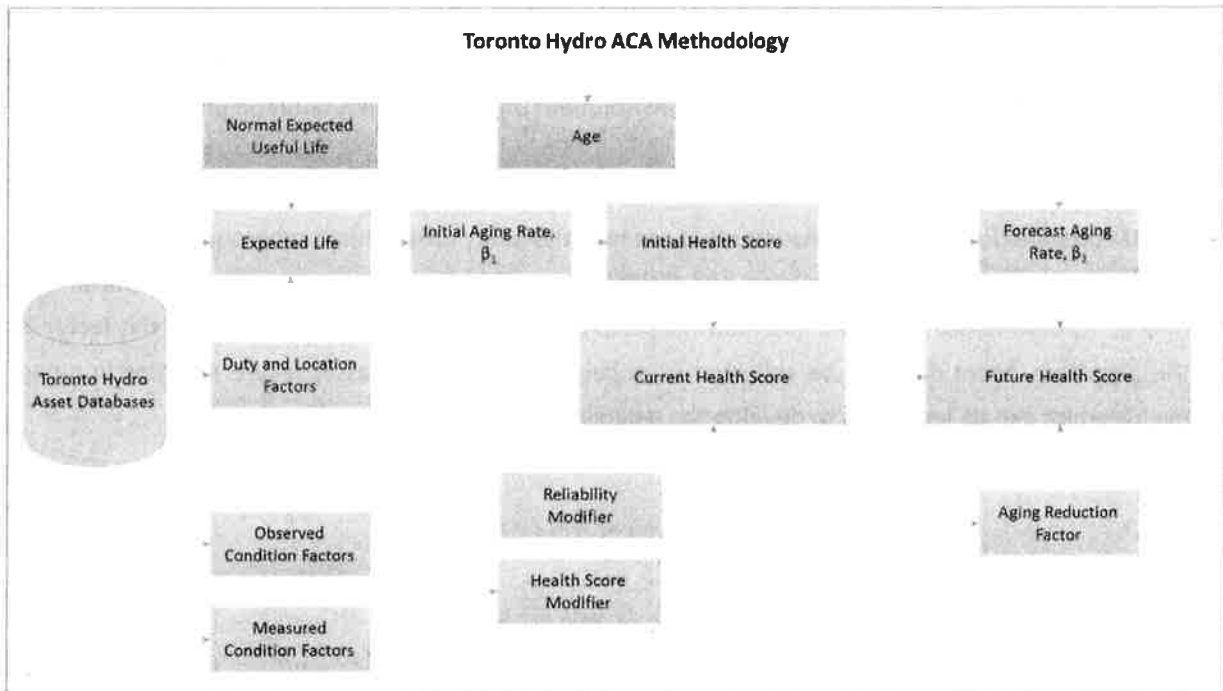 Toronto Hydro ACA Methodology
Normal Expected
Useful Life
Age
Expected Life
Initial Aging Rate,
β₁
Initial Health Score
Forecast Aging
Rate, β₃
Toronto Hydro
Asset Databases
Duty and Location
Factors
Current Health Score
Future Health Score
Reliability
Modifier
Aging Reduction
Factor
Observed
Condition Factors
Health Score
Modifier
Measured
Condition Factors